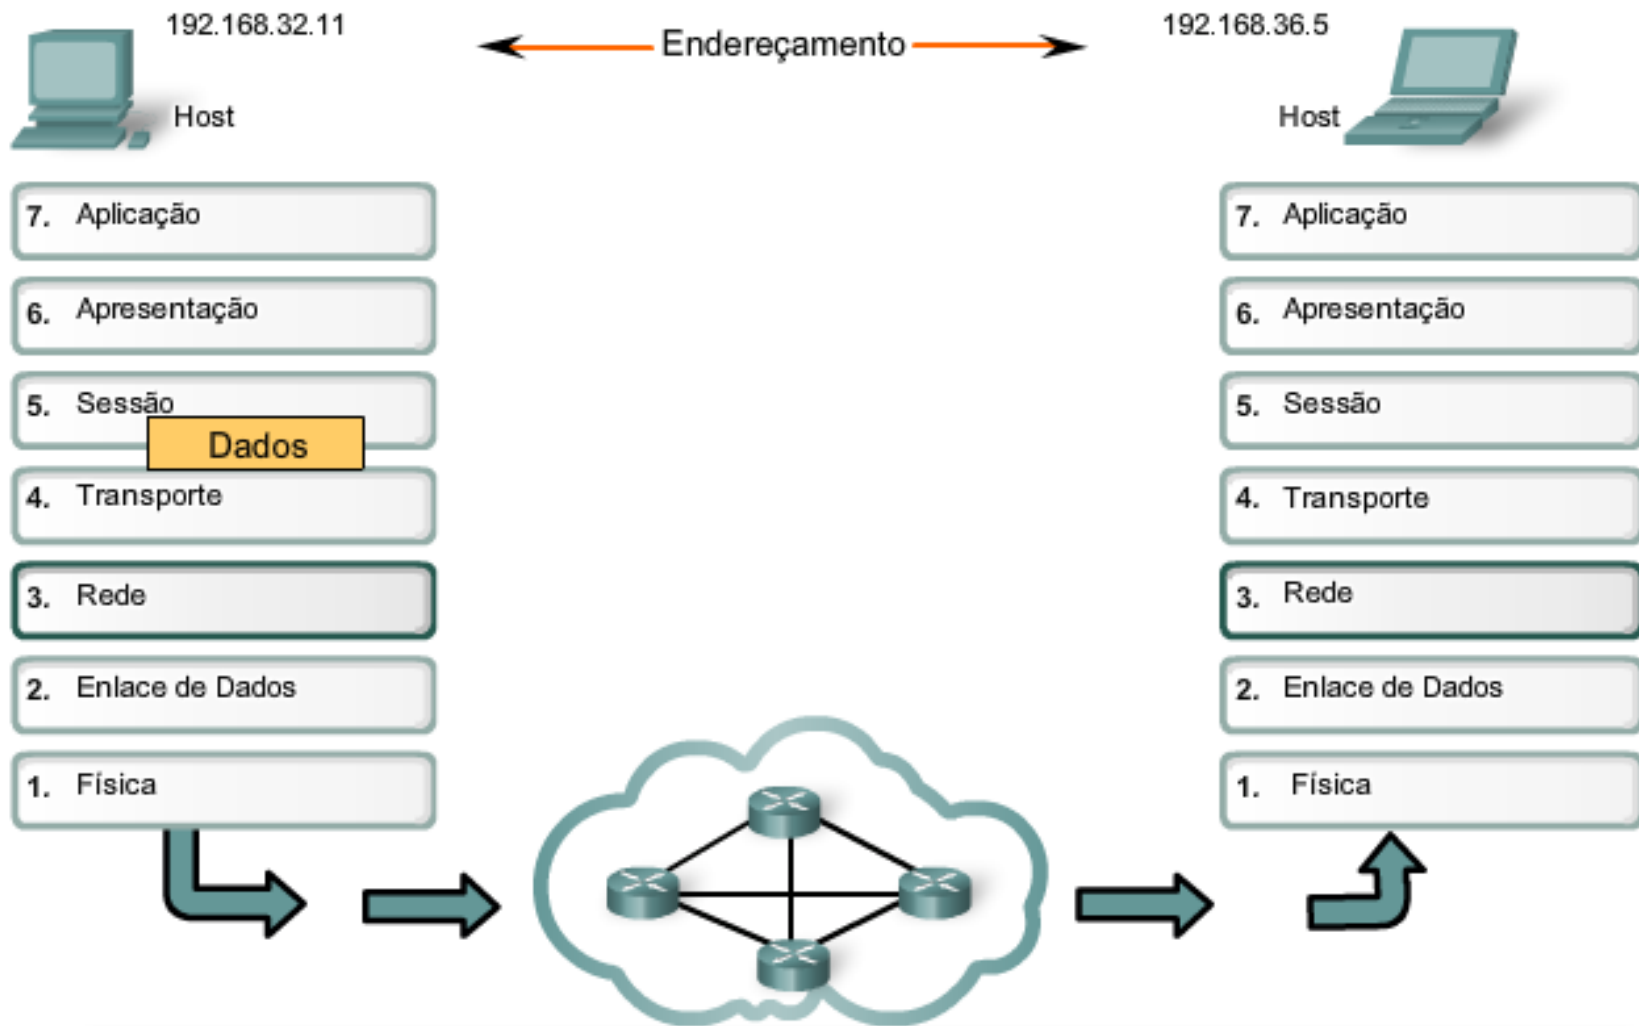 192.168.32.11
Endereçamento
192.168.36.5
Host
Host
7. Aplicação
6. Apresentação
5. Sessão
Dados
4. Transporte
3. Rede
2. Enlace de Dados
1. Física
7. Aplicação
6. Apresentação
5. Sessão
4. Transporte
3. Rede
2. Enlace de Dados
1. Física